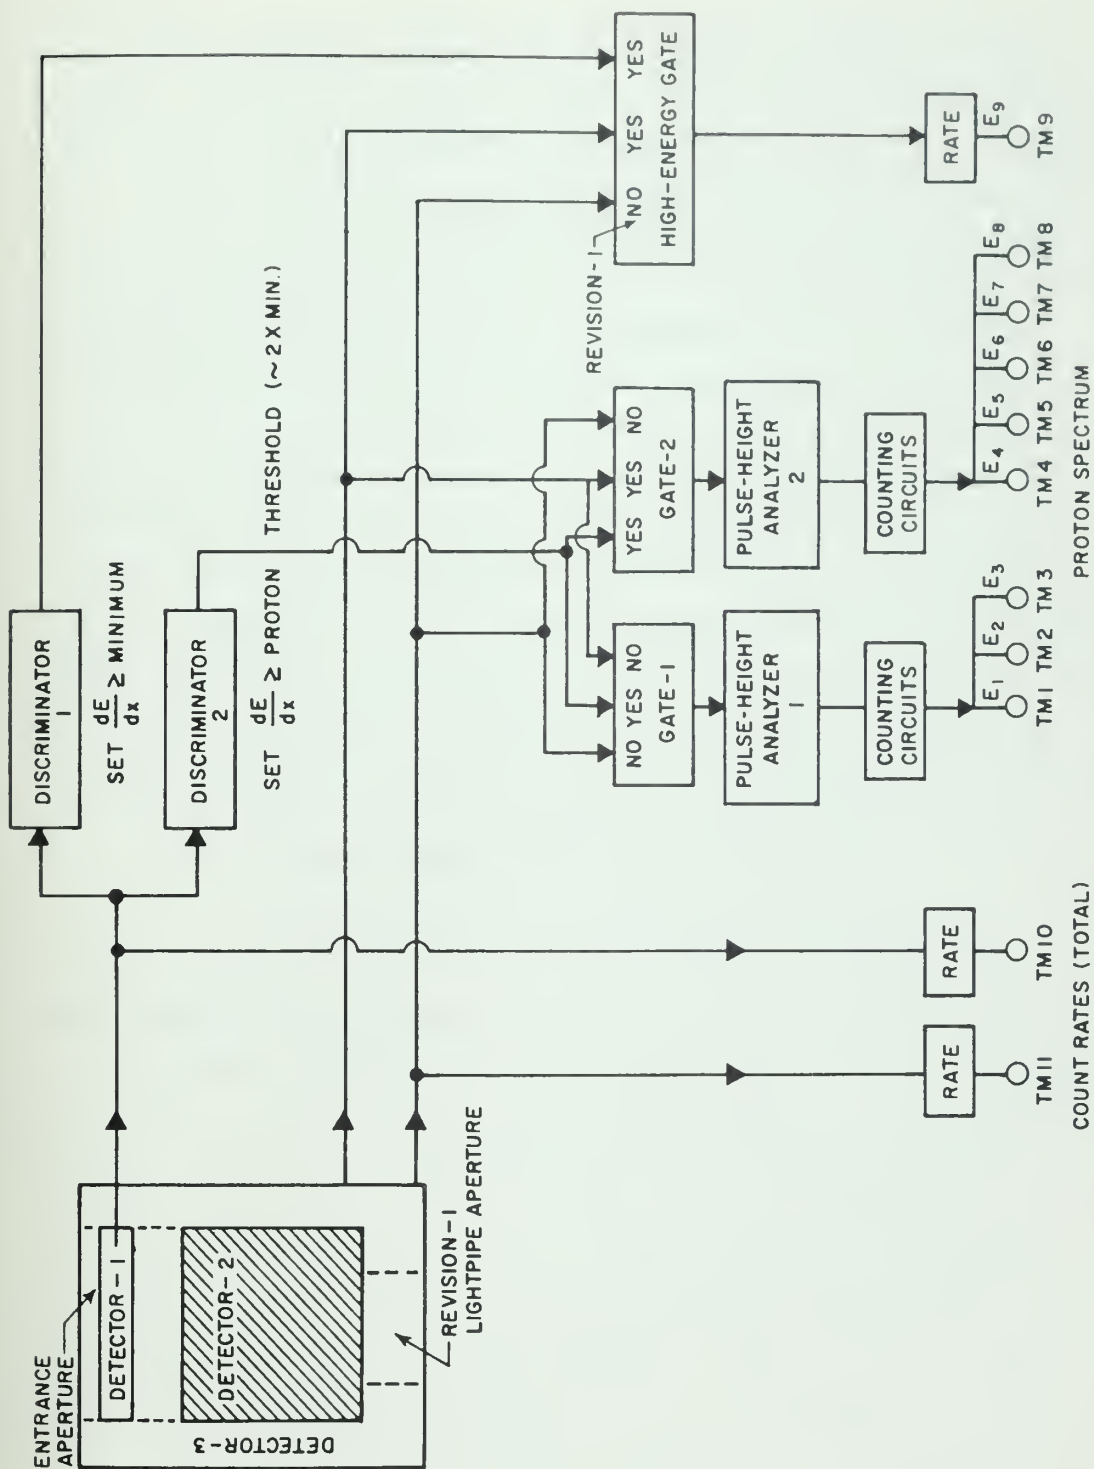 ENTRANCE
APERTURE
DETECTOR-1
DETECTOR-2
DETECTOR-3
REVISION-1
LIGHTPIPE APERTURE
DISCRIMINATOR
1
SET dE/dx ≥ MINIMUM
DISCRIMINATOR
2
SET dE/dx ≥ PROTON THRESHOLD (~2 X MIN.)
REVISION-1
NO YES YES
HIGH-ENERGY GATE
NO YES NO
GATE-1
YES YES NO
GATE-2
PULSE-HEIGHT
ANALYZER
1
PULSE-HEIGHT
ANALYZER
2
COUNTING
CIRCUITS
COUNTING
CIRCUITS
RATE
RATE
RATE
E1 E2 E3 E4 E5 E6 E7 E8 E9
TM11 TM10 TM1 TM2 TM3 TM4 TM5 TM6 TM7 TM8 TM9
COUNT RATES (TOTAL)
PROTON SPECTRUM